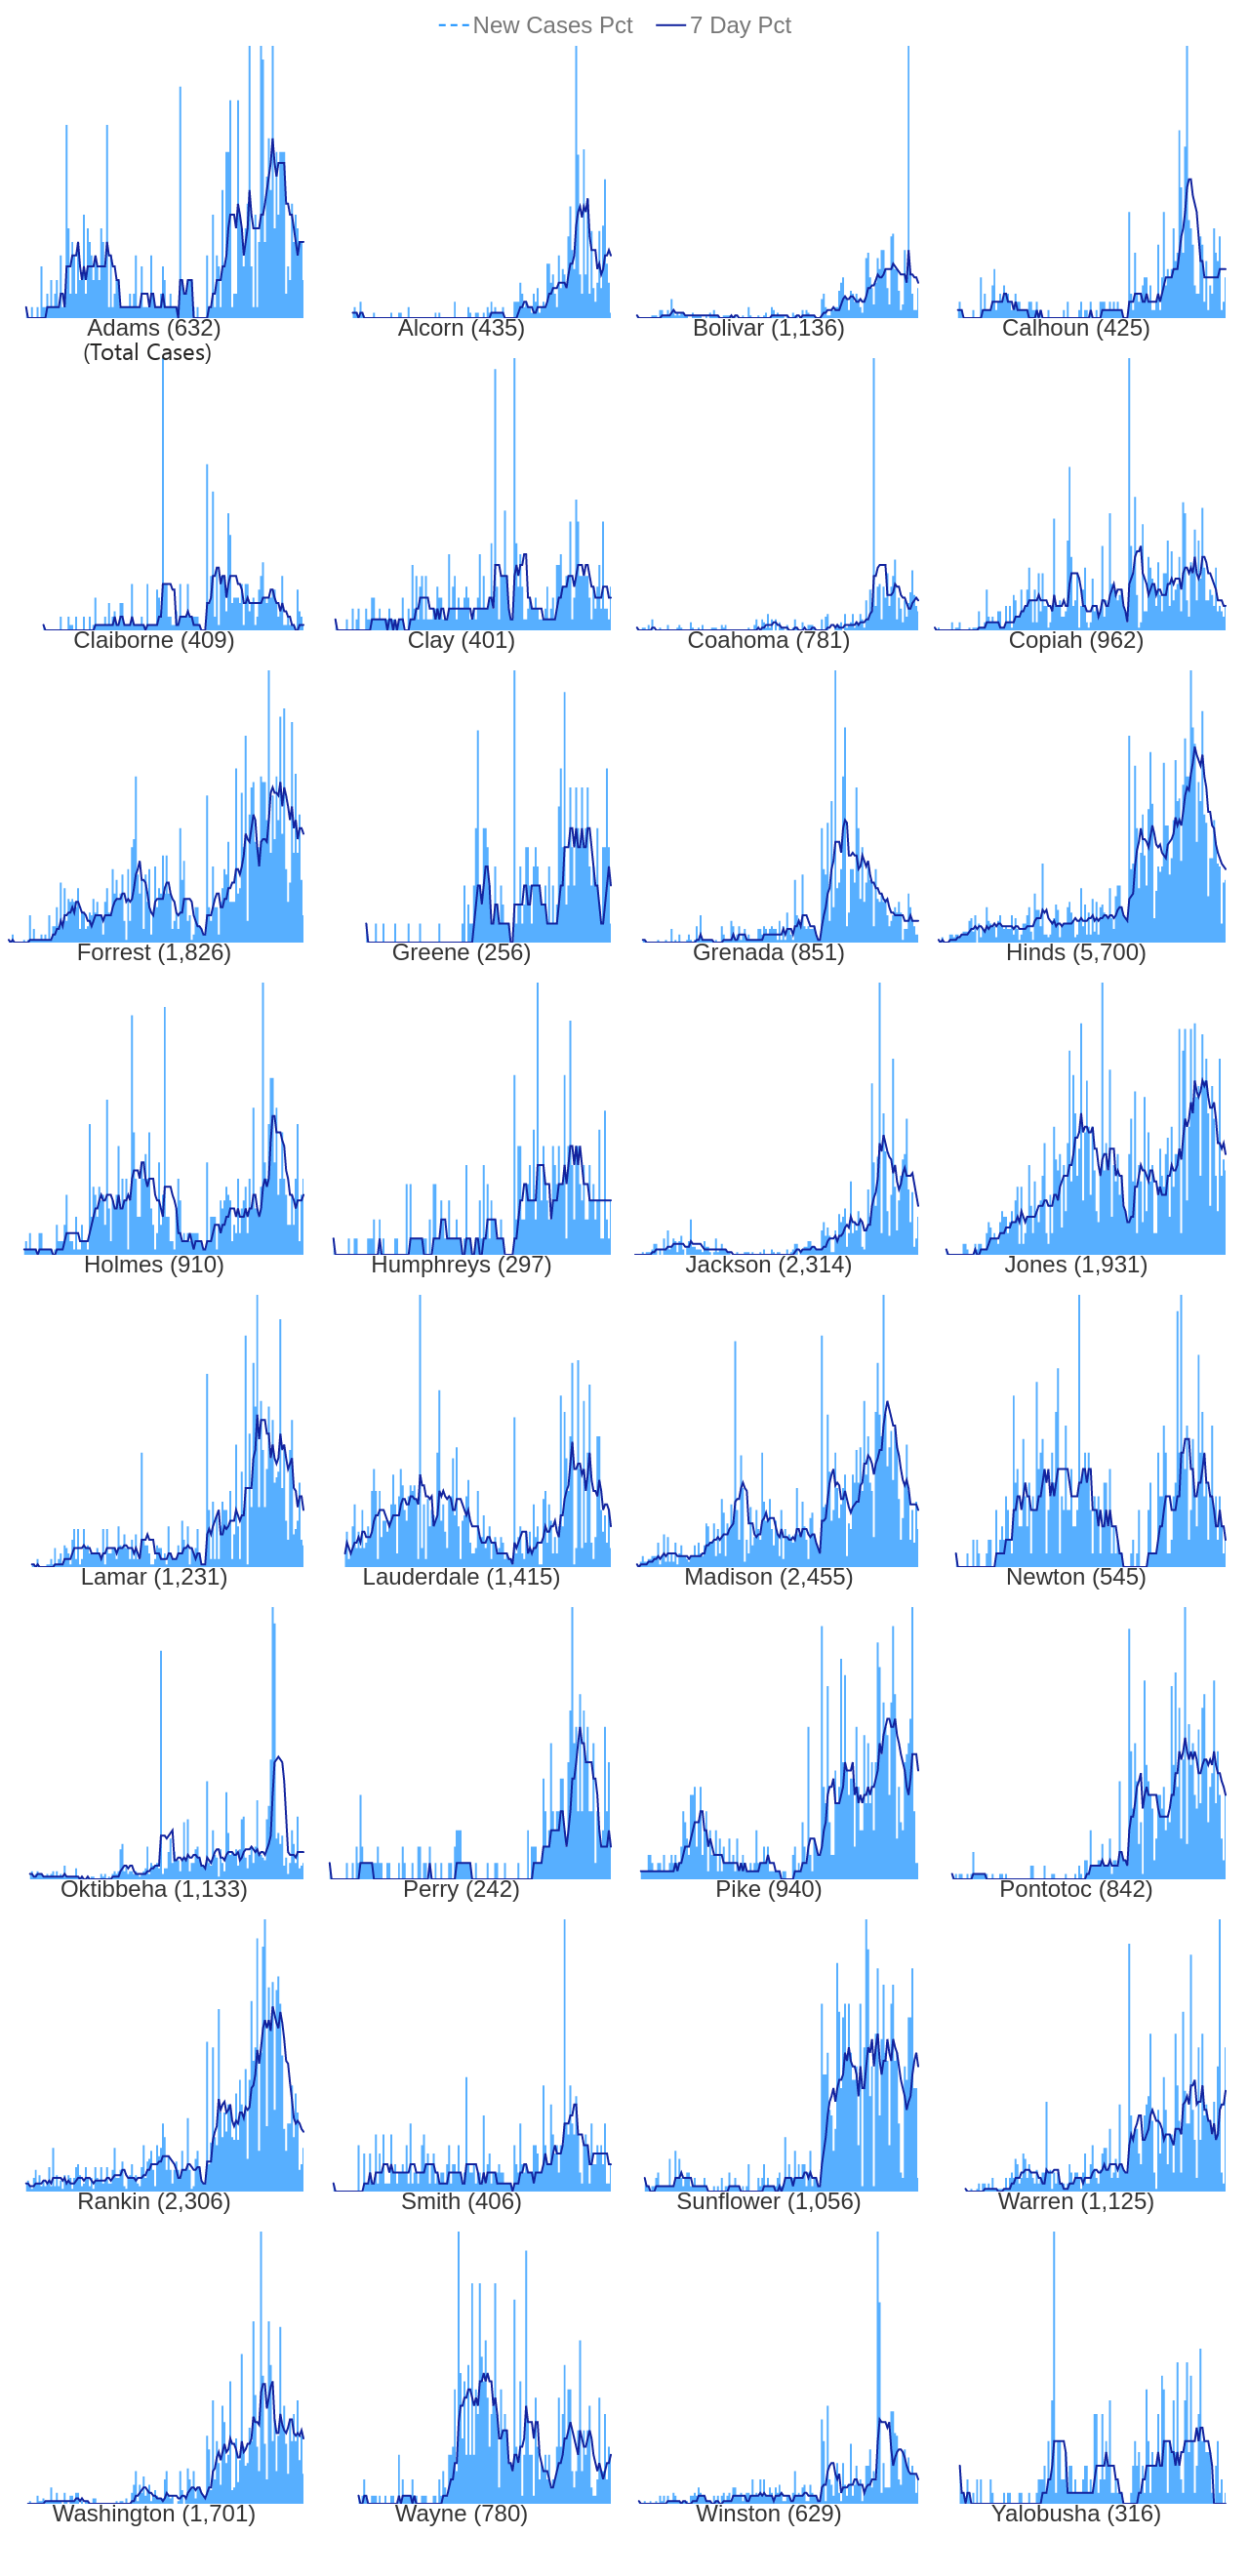 New Cases Pct 7 Day Pct
Adams (632) Alcorn (435) Bolivar (1,136) Calhoun (425)
(Total Cases)
Claiborne (409) Clay (401) Coahoma (781) Copiah (962)
Forrest (1,826) Greene (256) Grenada (851) Hinds (5,700)
Holmes (910) Humphreys (297) Jackson (2,314) Jones (1,931)
Lamar (1,231) Lauderdale (1,415) Madison (2,455) Newton (545)
Oktibbeha (1,133) Perry (242) Pike (940) Pontotoc (842)
Rankin (2,306) Smith (406) Sunflower (1,056) Warren (1,125)
Washington (1,701) Wayne (780) Winston (629) Yalobusha (316)